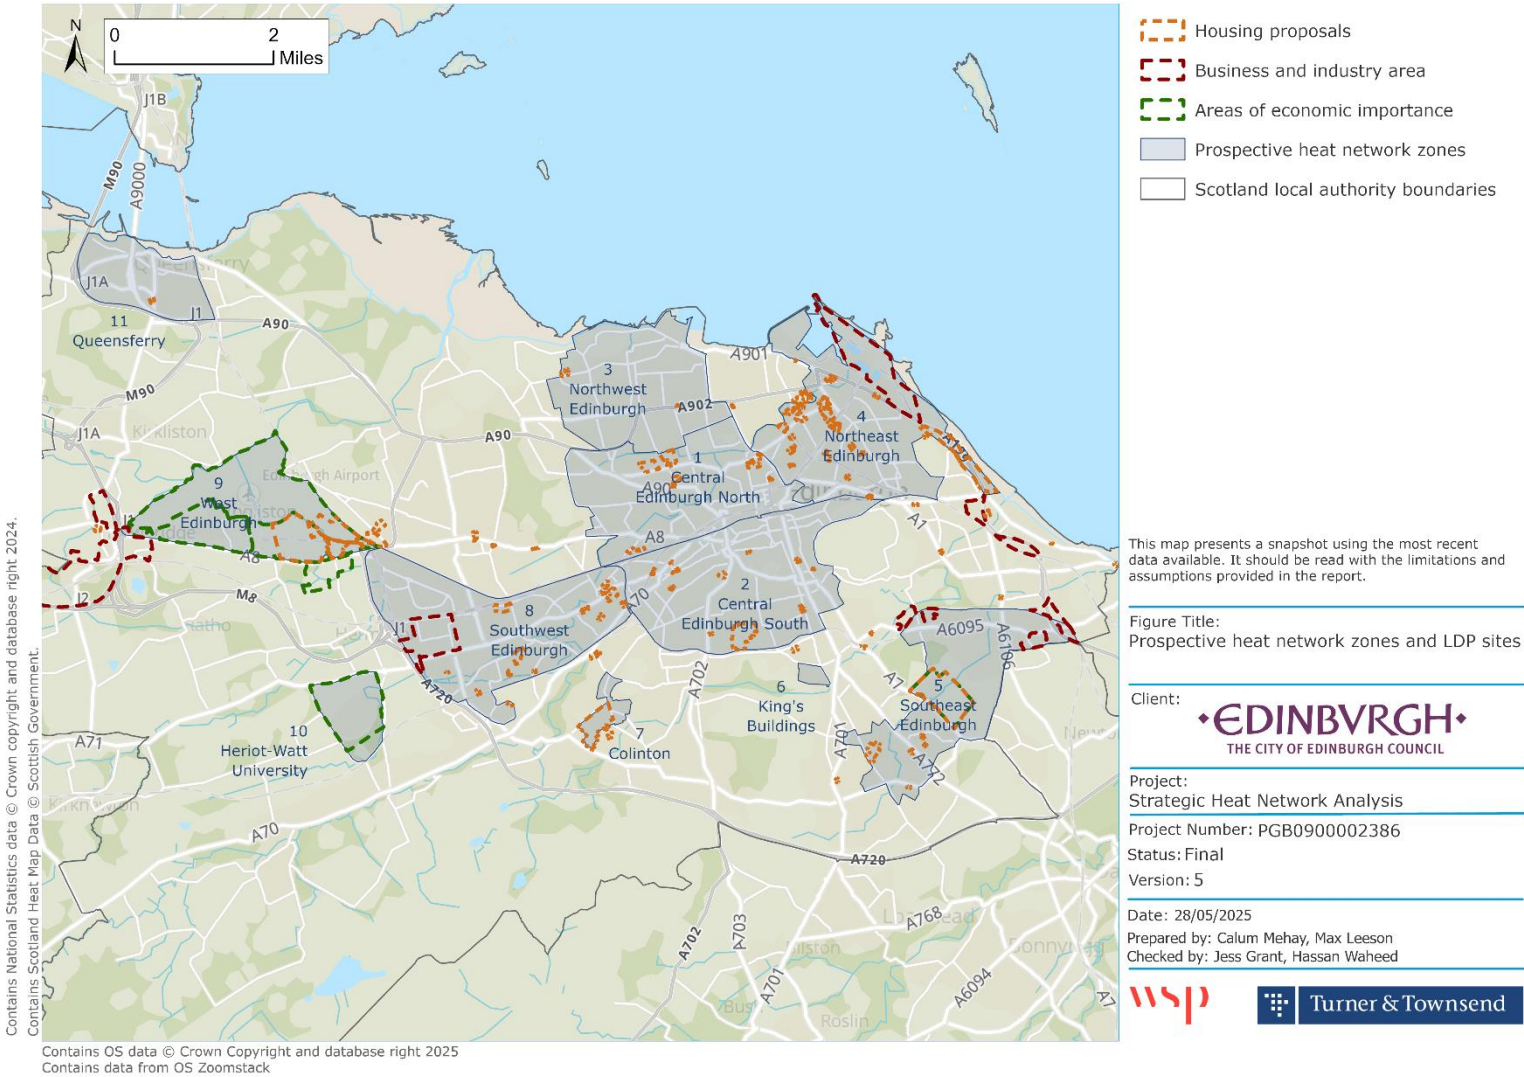 N
0 2
Miles
J1B
M90
A9000
Queensferry
J1A
J1
11
Queensferry
A90
M90
J1A
Kirkliston
A90
Edinburgh Airport
9
West
Edinburgh
A8
M8
J2
Ratho
J1
A71
A70
10
Heriot-Watt
University
3
Northwest
Edinburgh
A901
A902
4
Northeast
Edinburgh
1
Central
Edinburgh North
A90
Edinburgh
A199
A1
A8
2
Central
Edinburgh South
A70
8
Southwest
Edinburgh
A720
A702
7
Colinton
6
King's
Buildings
A701
A7
A6095
A6106
5
Southeast
Edinburgh
A772
A720
A768
A703
A702
A701
A6094
A7
Bilston
Roslin
Housing proposals
Business and industry area
Areas of economic importance
Prospective heat network zones
Scotland local authority boundaries
This map presents a snapshot using the most recent
data available. It should be read with the limitations and
assumptions provided in the report.
Figure Title:
Prospective heat network zones and LDP sites
Client:
•EDINBVRGH•
THE CITY OF EDINBURGH COUNCIL
Project:
Strategic Heat Network Analysis
Project Number: PGB0900002386
Status: Final
Version: 5
Date: 28/05/2025
Prepared by: Calum Mehay, Max Leeson
Checked by: Jess Grant, Hassan Waheed
wsp
Turner & Townsend
Contains National Statistics data © Crown copyright and database right 2024.
Contains Scotland Heat Map Data © Scottish Government.
Contains OS data © Crown Copyright and database right 2025
Contains data from OS Zoomstack